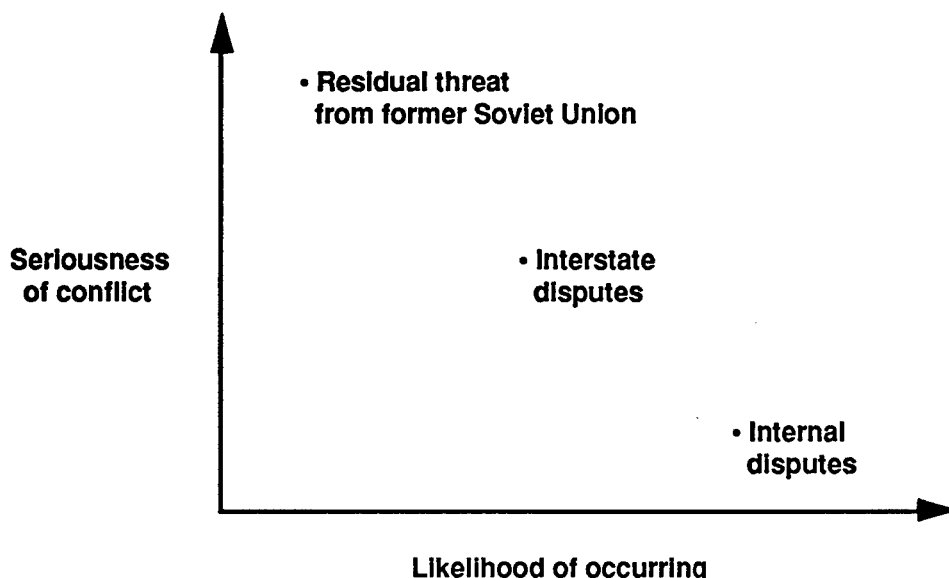 • Residual threat
from former Soviet Union
Seriousness
of conflict
• Interstate
disputes
• Internal
disputes
Likelihood of occurring